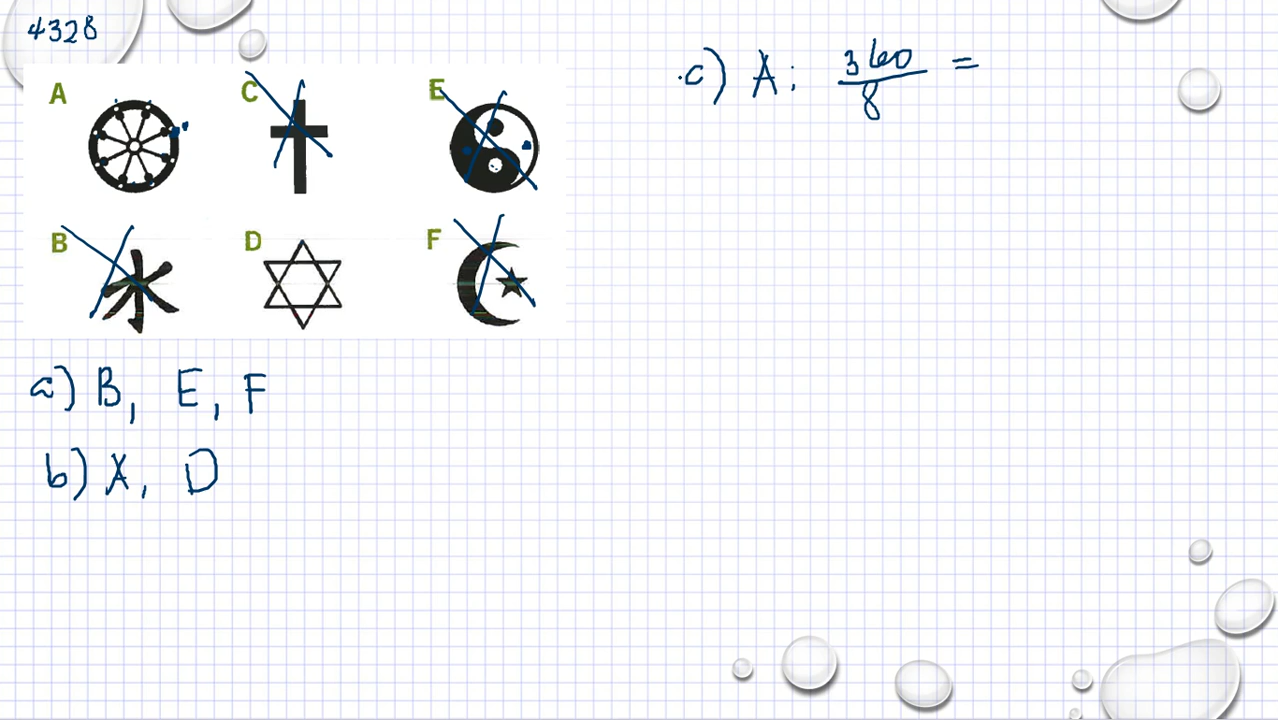 4328
A C E
B D F
a) B, E, F
b) A, D
c) A; 360/8 =